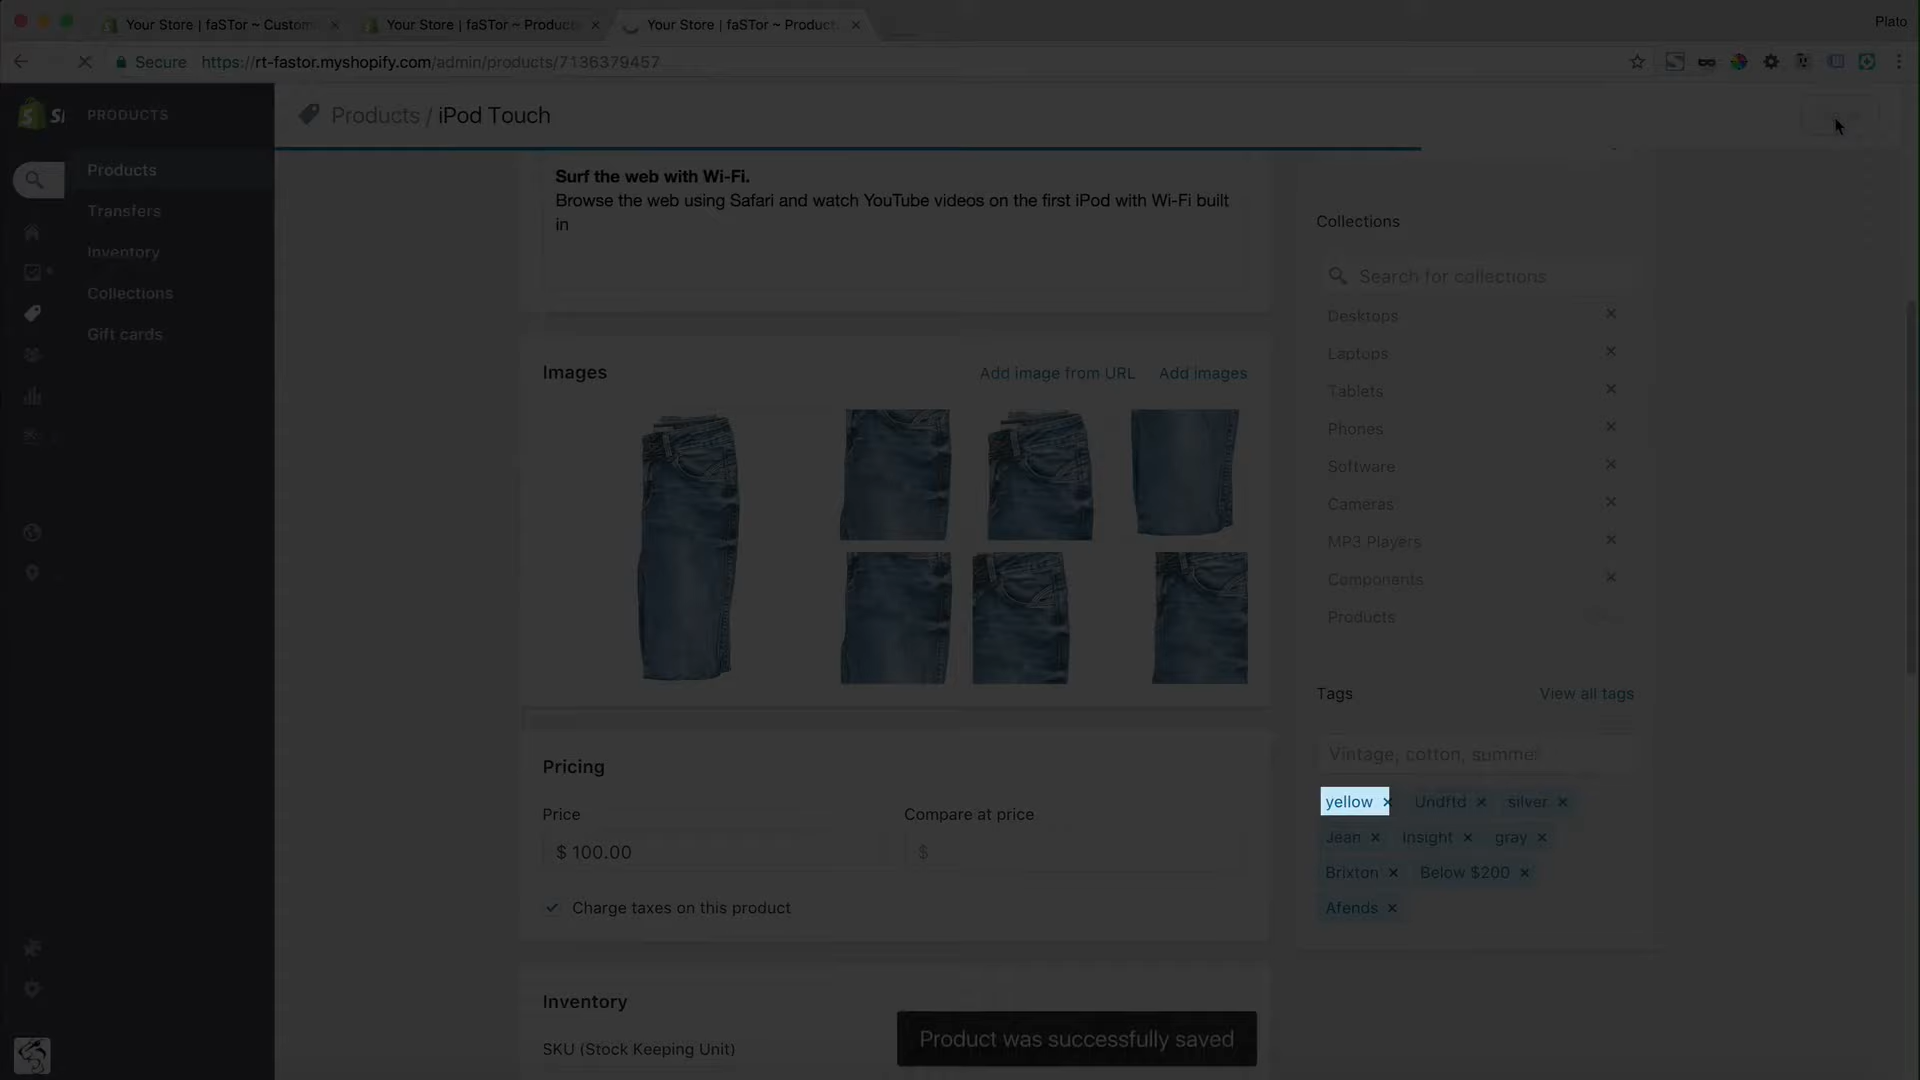 Your Store | faSTor ~ Custom
Your Store | faSTor ~ Product
Your Store | faSTor ~ Product
Plato
Secure
https://rt-fastor.myshopify.com/admin/products/7136379457
PRODUCTS
Products / iPod Touch
Products
Transfers
Inventory
Collections
Gift cards
Surf the web with Wi-Fi.
Browse the web using Safari and watch YouTube videos on the first iPod with Wi-Fi built
in
Images
Add image from URL
Add images
Pricing
Price
Compare at price
$ 100.00
$
Charge taxes on this product
Inventory
SKU (Stock Keeping Unit)
Collections
Search for collections
Desktops
Laptops
Tablets
Phones
Software
Cameras
MP3 Players
Components
Products
Tags
View all tags
Vintage, cotton, summer
yellow × Undftd × silver ×
Jean × Insight × gray ×
Brixton × Below $200 ×
Afends ×
Product was successfully saved